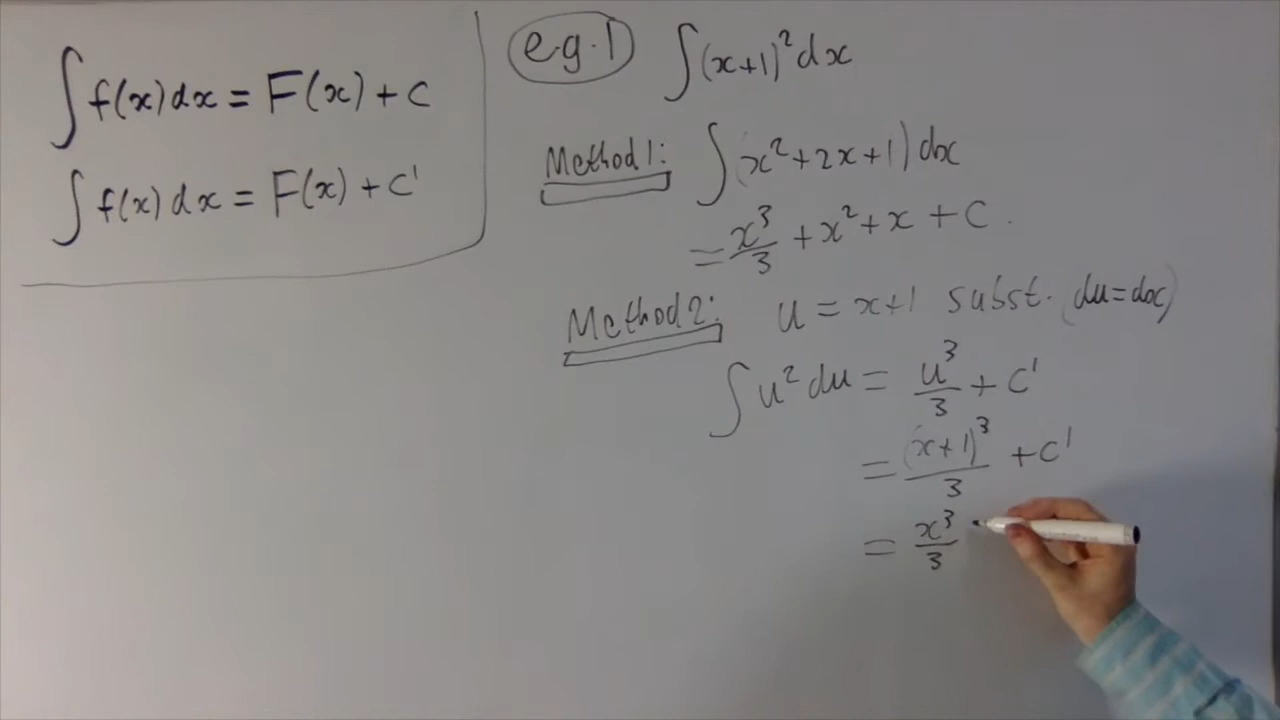 ∫f(x)dx = F(x) + C
∫f(x)dx = F(x) + C'
e.g.1 ∫(x+1)²dx
Method 1: ∫(x²+2x+1)dx
= x³/3 + x² + x + C.
Method 2: u = x+1 subst. (du=dx)
∫u²du = u³/3 + C'
= (x+1)³/3 + C'
= x³/3